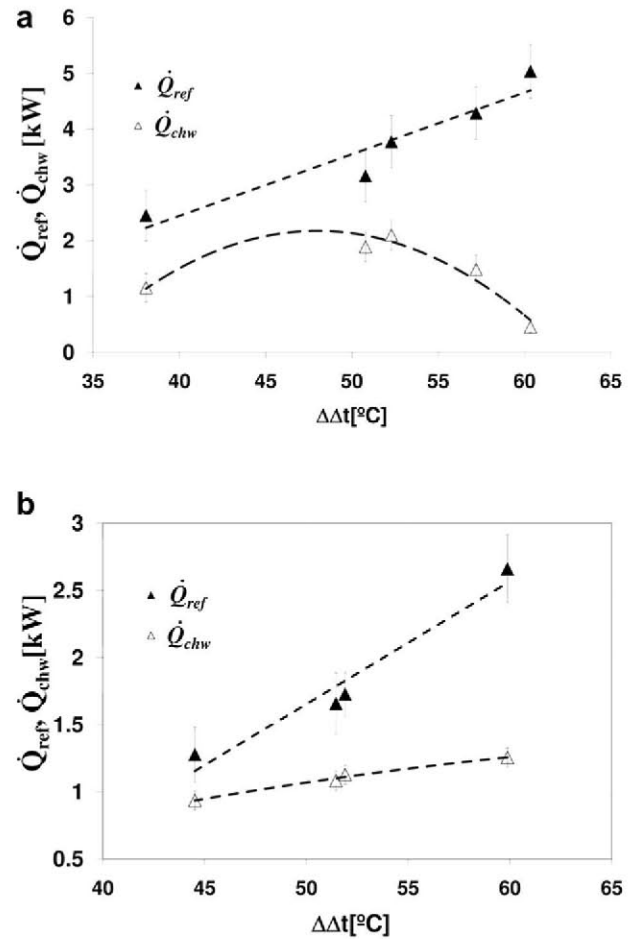 a
6
5
4
3
2
1
0
Q̇ref, Q̇chw [kW]
▲ Q̇ref
△ Q̇chw
35 40 45 50 55 60 65
ΔΔt[ºC]
b
3
2.5
2
1.5
1
0.5
Q̇ref, Q̇chw[kW]
▲ Q̇ref
△ Q̇chw
40 45 50 55 60 65
ΔΔt[ºC]